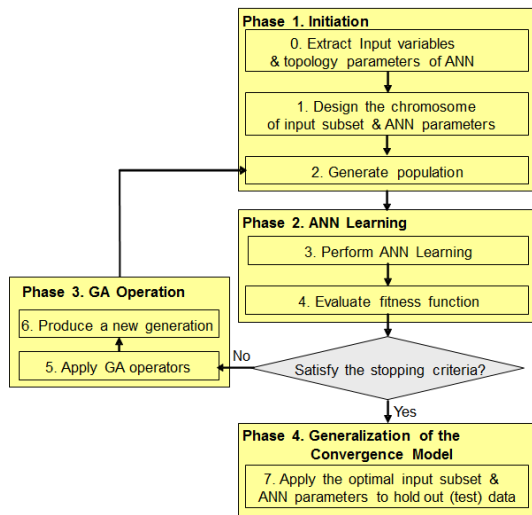 Phase 1. Initiation
0. Extract Input variables
& topology parameters of ANN
1. Design the chromosome
of input subset & ANN parameters
2. Generate population
Phase 2. ANN Learning
3. Perform ANN Learning
4. Evaluate fitness function
Phase 3. GA Operation
6. Produce a new generation
5. Apply GA operators
No
Satisfy the stopping criteria?
Yes
Phase 4. Generalization of the
Convergence Model
7. Apply the optimal input subset &
ANN parameters to hold out (test) data